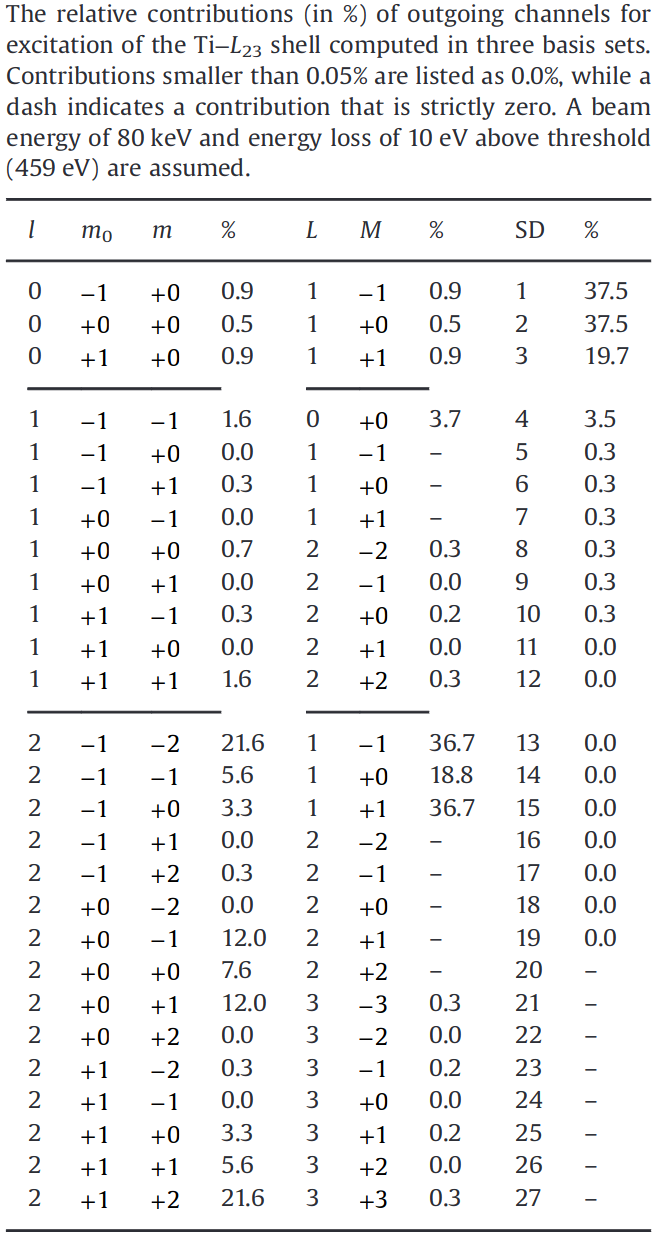 The relative contributions (in %) of outgoing channels for
excitation of the Ti–L23 shell computed in three basis sets.
Contributions smaller than 0.05% are listed as 0.0%, while a
dash indicates a contribution that is strictly zero. A beam
energy of 80 keV and energy loss of 10 eV above threshold
(459 eV) are assumed.
l m0 m % L M % SD %
0 −1 +0 0.9 1 −1 0.9 1 37.5
0 +0 +0 0.5 1 +0 0.5 2 37.5
0 +1 +0 0.9 1 +1 0.9 3 19.7
1 −1 −1 1.6 0 +0 3.7 4 3.5
1 −1 +0 0.0 1 −1 – 5 0.3
1 −1 +1 0.3 1 +0 – 6 0.3
1 +0 −1 0.0 1 +1 – 7 0.3
1 +0 +0 0.7 2 −2 0.3 8 0.3
1 +0 +1 0.0 2 −1 0.0 9 0.3
1 +1 −1 0.3 2 +0 0.2 10 0.3
1 +1 +0 0.0 2 +1 0.0 11 0.0
1 +1 +1 1.6 2 +2 0.3 12 0.0
2 −1 −2 21.6 1 −1 36.7 13 0.0
2 −1 −1 5.6 1 +0 18.8 14 0.0
2 −1 +0 3.3 1 +1 36.7 15 0.0
2 −1 +1 0.0 2 −2 – 16 0.0
2 −1 +2 0.3 2 −1 – 17 0.0
2 +0 −2 0.0 2 +0 – 18 0.0
2 +0 −1 12.0 2 +1 – 19 0.0
2 +0 +0 7.6 2 +2 – 20 –
2 +0 +1 12.0 3 −3 0.3 21 –
2 +0 +2 0.0 3 −2 0.0 22 –
2 +1 −2 0.3 3 −1 0.2 23 –
2 +1 −1 0.0 3 +0 0.0 24 –
2 +1 +0 3.3 3 +1 0.2 25 –
2 +1 +1 5.6 3 +2 0.0 26 –
2 +1 +2 21.6 3 +3 0.3 27 –